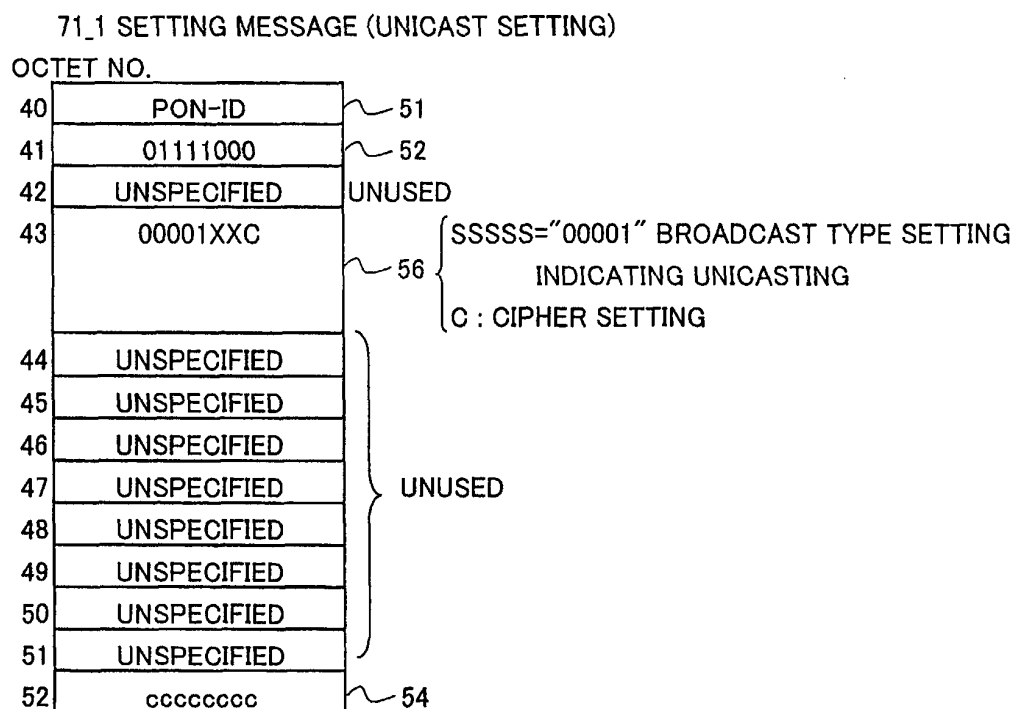 71_1 SETTING MESSAGE (UNICAST SETTING)
OCTET NO.
40 PON-ID 51
41 01111000 52
42 UNSPECIFIED UNUSED
43 00001XXC 56 SSSSS="00001" BROADCAST TYPE SETTING
INDICATING UNICASTING
C : CIPHER SETTING
44 UNSPECIFIED
45 UNSPECIFIED
46 UNSPECIFIED
47 UNSPECIFIED UNUSED
48 UNSPECIFIED
49 UNSPECIFIED
50 UNSPECIFIED
51 UNSPECIFIED
52 cccccccc 54